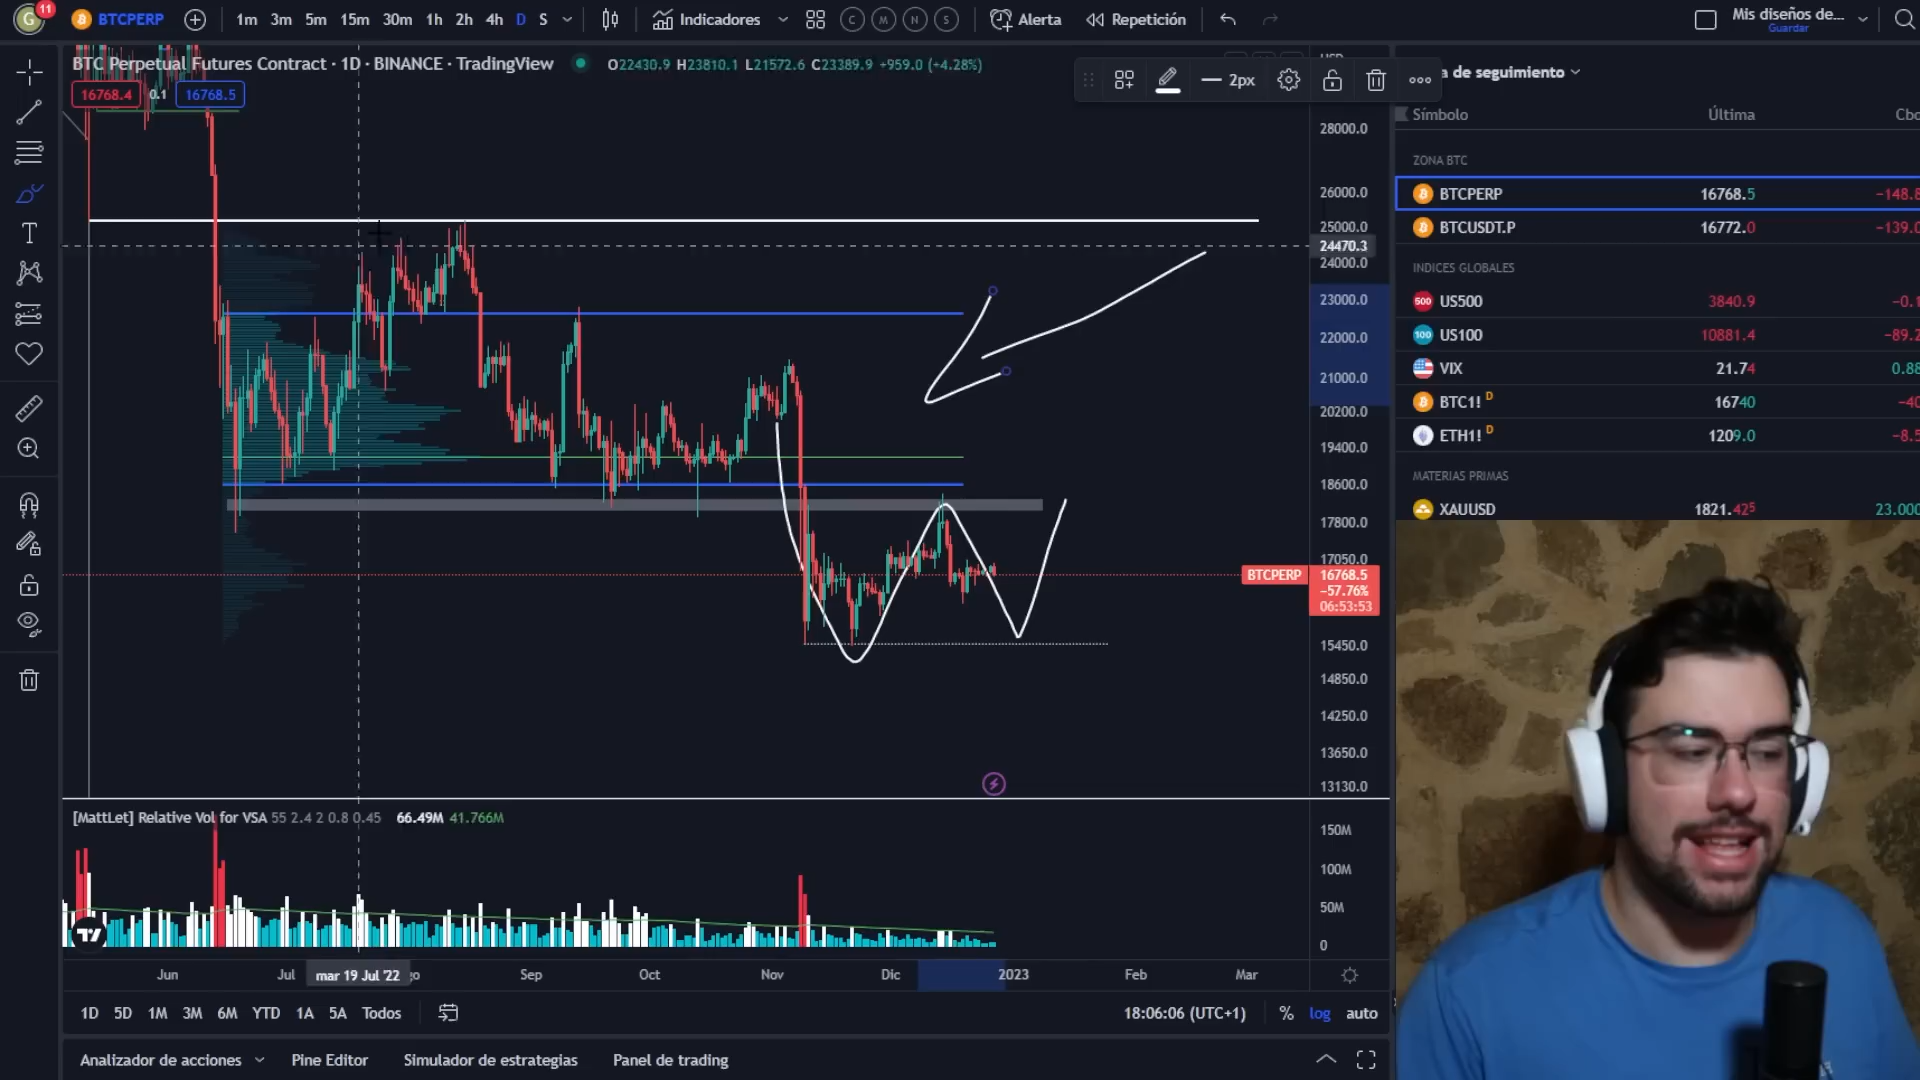 G 11 BTCPERP 1m 3m 5m 15m 30m 1h 2h 4h D S Indicadores C M N S Alerta Repetición Mis diseños de...
Guardar
BTC Perpetual Futures Contract · 1D · BINANCE · TradingView O22430.9 H23810.1 L21572.6 C23389.9 +959.0 (+4.28%)
16768.4 0.1 16768.5
2px
a de seguimiento
Símbolo Última
ZONA BTC
BTCPERP 16768.5 −148.8
BTCUSDT.P 16772.0 −139.0
INDICES GLOBALES
500 US500 3840.9 −0.1
100 US100 10881.4 −89.2
VIX 21.74 0.88
BTC1! D 16740 −40
ETH1! D 1209.0 −8.5
MATERIAS PRIMAS
XAUUSD 1821.425 23.000
28000.0
26000.0
25000.0
24470.3
24000.0
23000.0
22000.0
21000.0
20200.0
19400.0
18600.0
17800.0
17050.0
BTCPERP 16768.5
−57.76%
06:53:53
15450.0
14850.0
14250.0
13650.0
13130.0
[MattLet] Relative Vol for VSA 55 2.4 2 0.8 0.45 66.49M 41.766M
150M
100M
50M
0
Jun Jul mar 19 Jul '22 go Sep Oct Nov Dic 2023 Feb Mar
1D 5D 1M 3M 6M YTD 1A 5A Todos 18:06:06 (UTC+1) % log auto
Analizador de acciones Pine Editor Simulador de estrategias Panel de trading